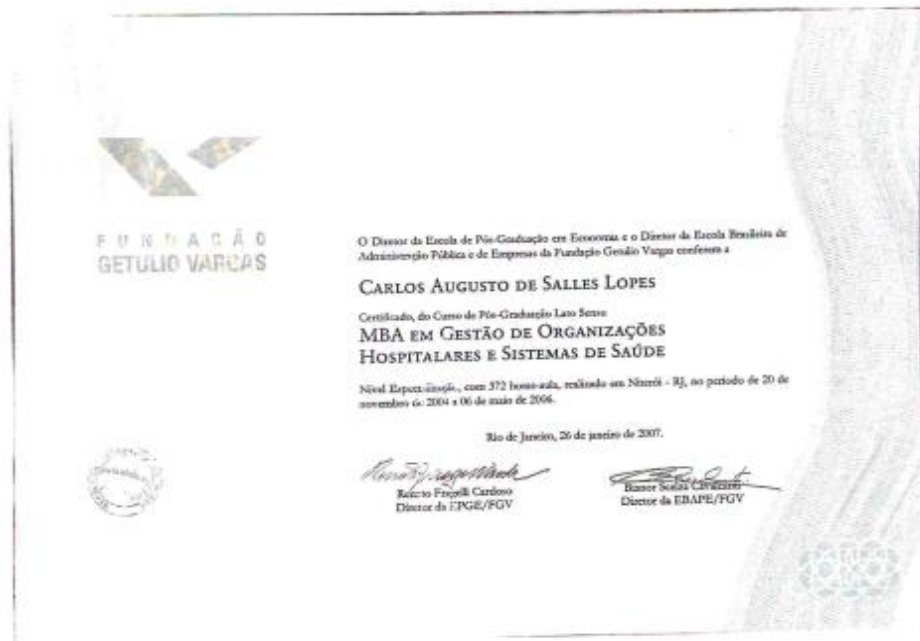 FUNDAÇÃO
GETULIO VARGAS
O Diretor da Escola de Pós-Graduação em Economia e o Diretor da Escola Brasileira de
Administração Pública e de Empresas da Fundação Getulio Vargas conferem a
CARLOS AUGUSTO DE SALLES LOPES
Certificado, do Curso de Pós-Graduação Lato Sensu
MBA EM GESTÃO DE ORGANIZAÇÕES
HOSPITALARES E SISTEMAS DE SAÚDE
Nível Especialização, com 372 horas-aula, realizado em Niterói - RJ, no período de 20 de
novembro de 2004 a 06 de maio de 2006.
Rio de Janeiro, 26 de janeiro de 2007.
Renato Fragelli Cardoso
Diretor da EPGE/FGV
Bianor Scelza Cavalcanti
Diretor da EBAPE/FGV